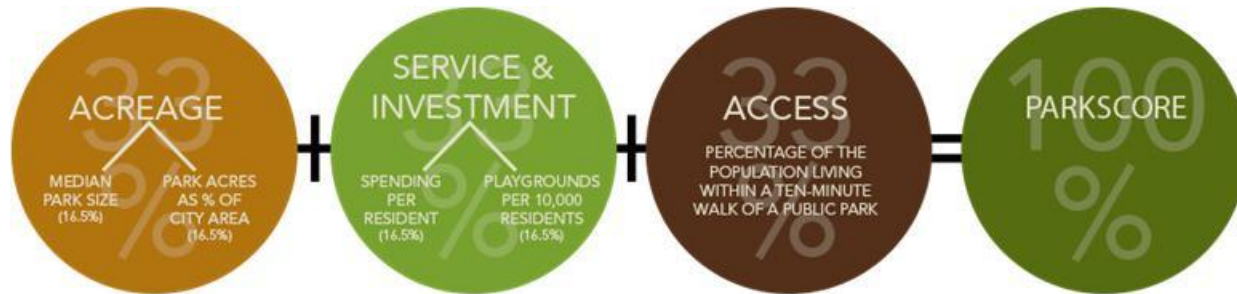 33
%
ACREAGE
MEDIAN
PARK SIZE
(16.5%)
PARK ACRES
AS % OF
CITY AREA
(16.5%)
+
33
%
SERVICE &
INVESTMENT
SPENDING
PER
RESIDENT
(16.5%)
PLAYGROUNDS
PER 10,000
RESIDENTS
(16.5%)
+
33
%
ACCESS
PERCENTAGE OF THE
POPULATION LIVING
WITHIN A TEN-MINUTE
WALK OF A PUBLIC PARK
=
100
%
PARKSCORE